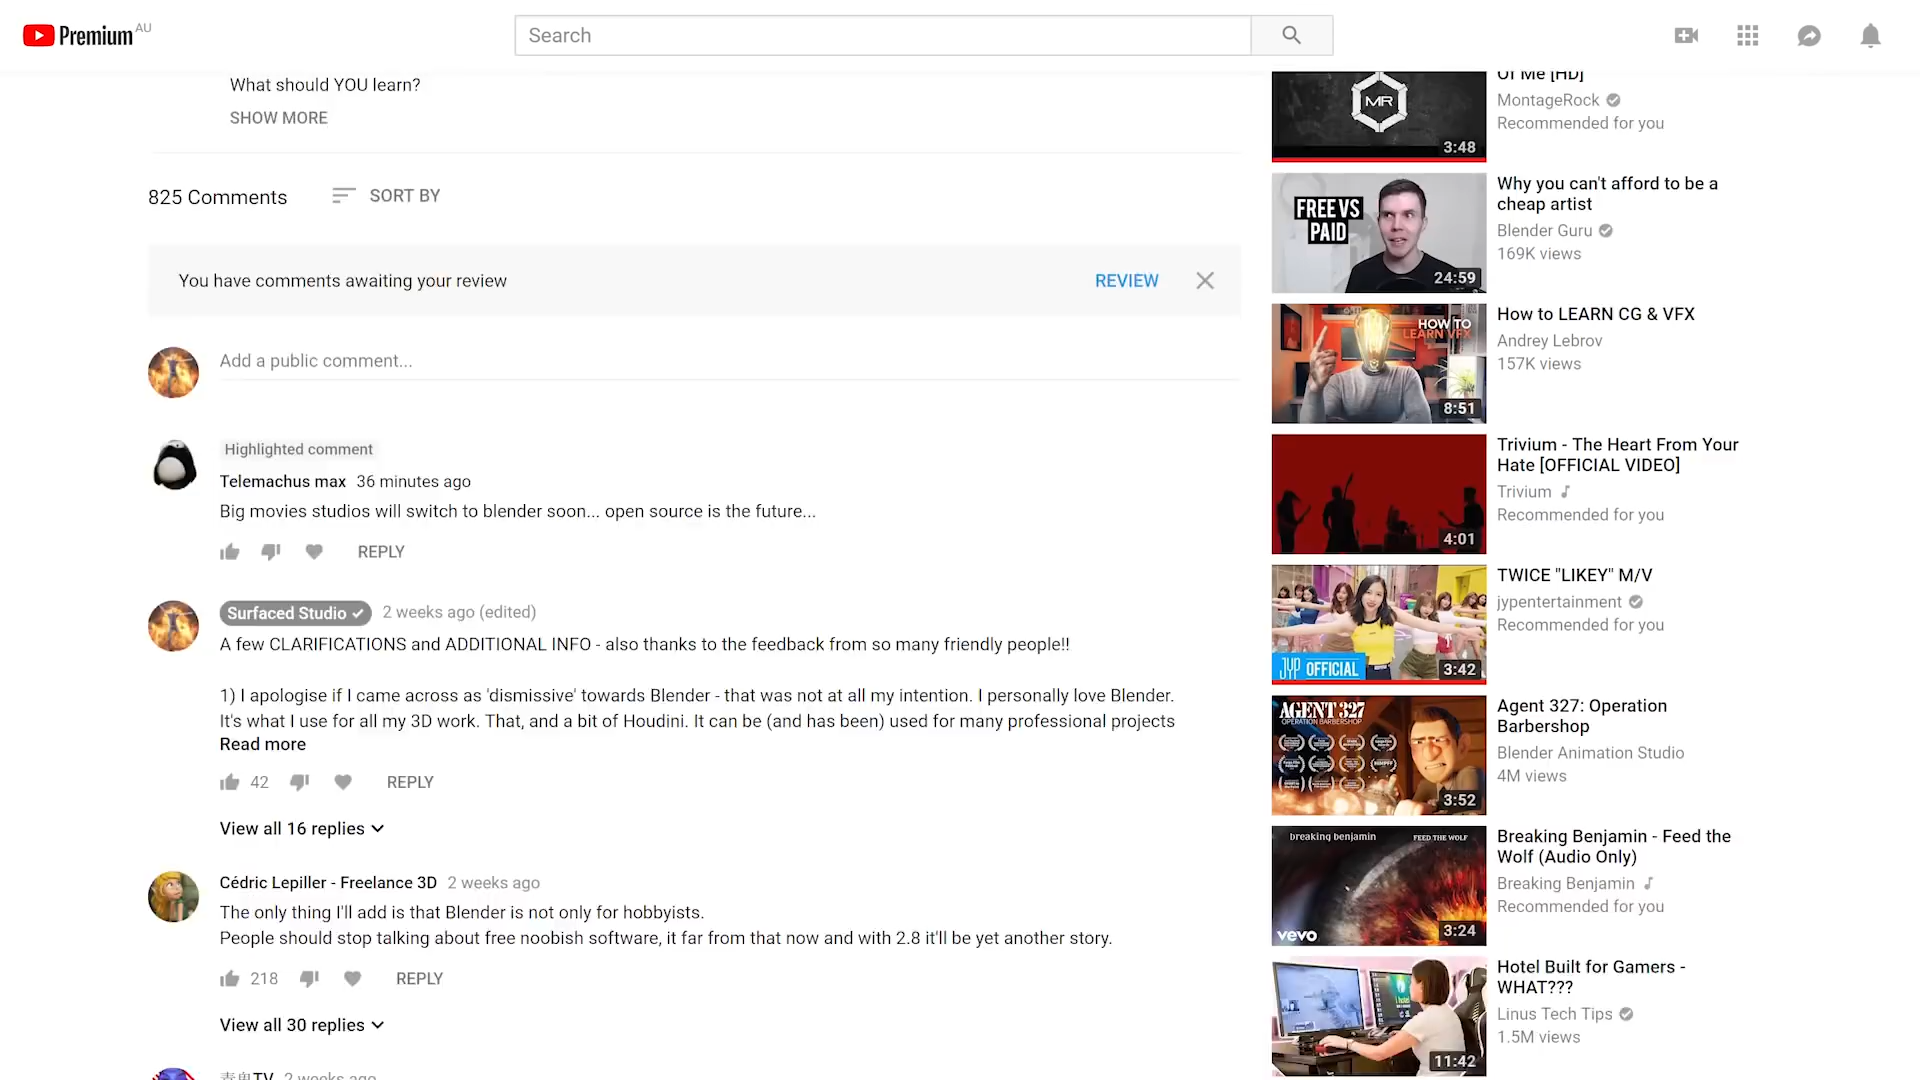 Premium AU
Search
What should YOU learn?
SHOW MORE
825 Comments
SORT BY
You have comments awaiting your review
REVIEW
Add a public comment...
Highlighted comment
Telemachus max 36 minutes ago
Big movies studios will switch to blender soon... open source is the future...
REPLY
Surfaced Studio 2 weeks ago (edited)
A few CLARIFICATIONS and ADDITIONAL INFO - also thanks to the feedback from so many friendly people!!
1) I apologise if I came across as 'dismissive' towards Blender - that was not at all my intention. I personally love Blender.
It's what I use for all my 3D work. That, and a bit of Houdini. It can be (and has been) used for many professional projects
Read more
42
REPLY
View all 16 replies
Cédric Lepiller - Freelance 3D 2 weeks ago
The only thing I'll add is that Blender is not only for hobbyists.
People should stop talking about free noobish software, it far from that now and with 2.8 it'll be yet another story.
218
REPLY
View all 30 replies
TV 2 weeks ago
Of Me [HD]
MontageRock
Recommended for you
MR
3:48
Why you can't afford to be a
cheap artist
Blender Guru
169K views
FREE VS
PAID
24:59
How to LEARN CG & VFX
Andrey Lebrov
157K views
HOW TO
LEARN VFX
8:51
Trivium - The Heart From Your
Hate [OFFICIAL VIDEO]
Trivium
Recommended for you
4:01
TWICE "LIKEY" M/V
jypentertainment
Recommended for you
JYP OFFICIAL
3:42
Agent 327: Operation
Barbershop
Blender Animation Studio
4M views
AGENT 327
OPERATION BARBERSHOP
3:52
Breaking Benjamin - Feed the
Wolf (Audio Only)
Breaking Benjamin
Recommended for you
breaking benjamin
FEED THE WOLF
vevo
3:24
Hotel Built for Gamers -
WHAT???
Linus Tech Tips
1.5M views
11:42